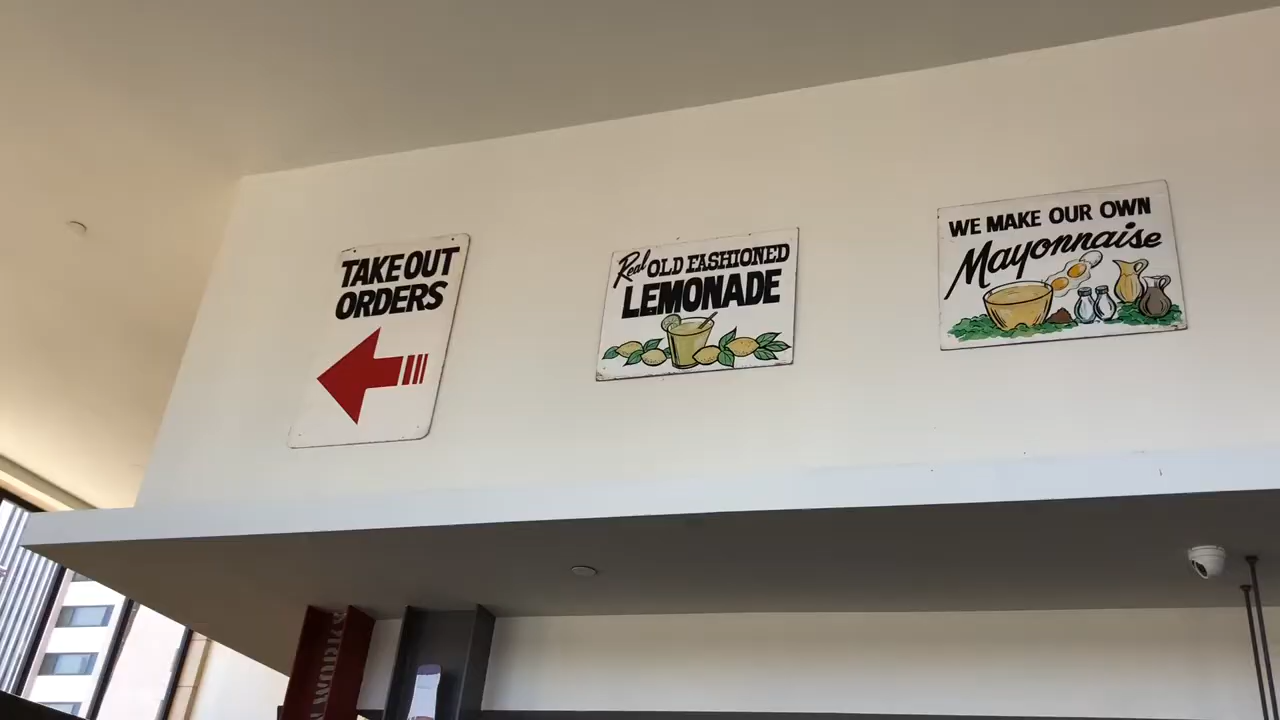 TAKE OUT
ORDERS
Real OLD FASHIONED
LEMONADE
WE MAKE OUR OWN
Mayonnaise